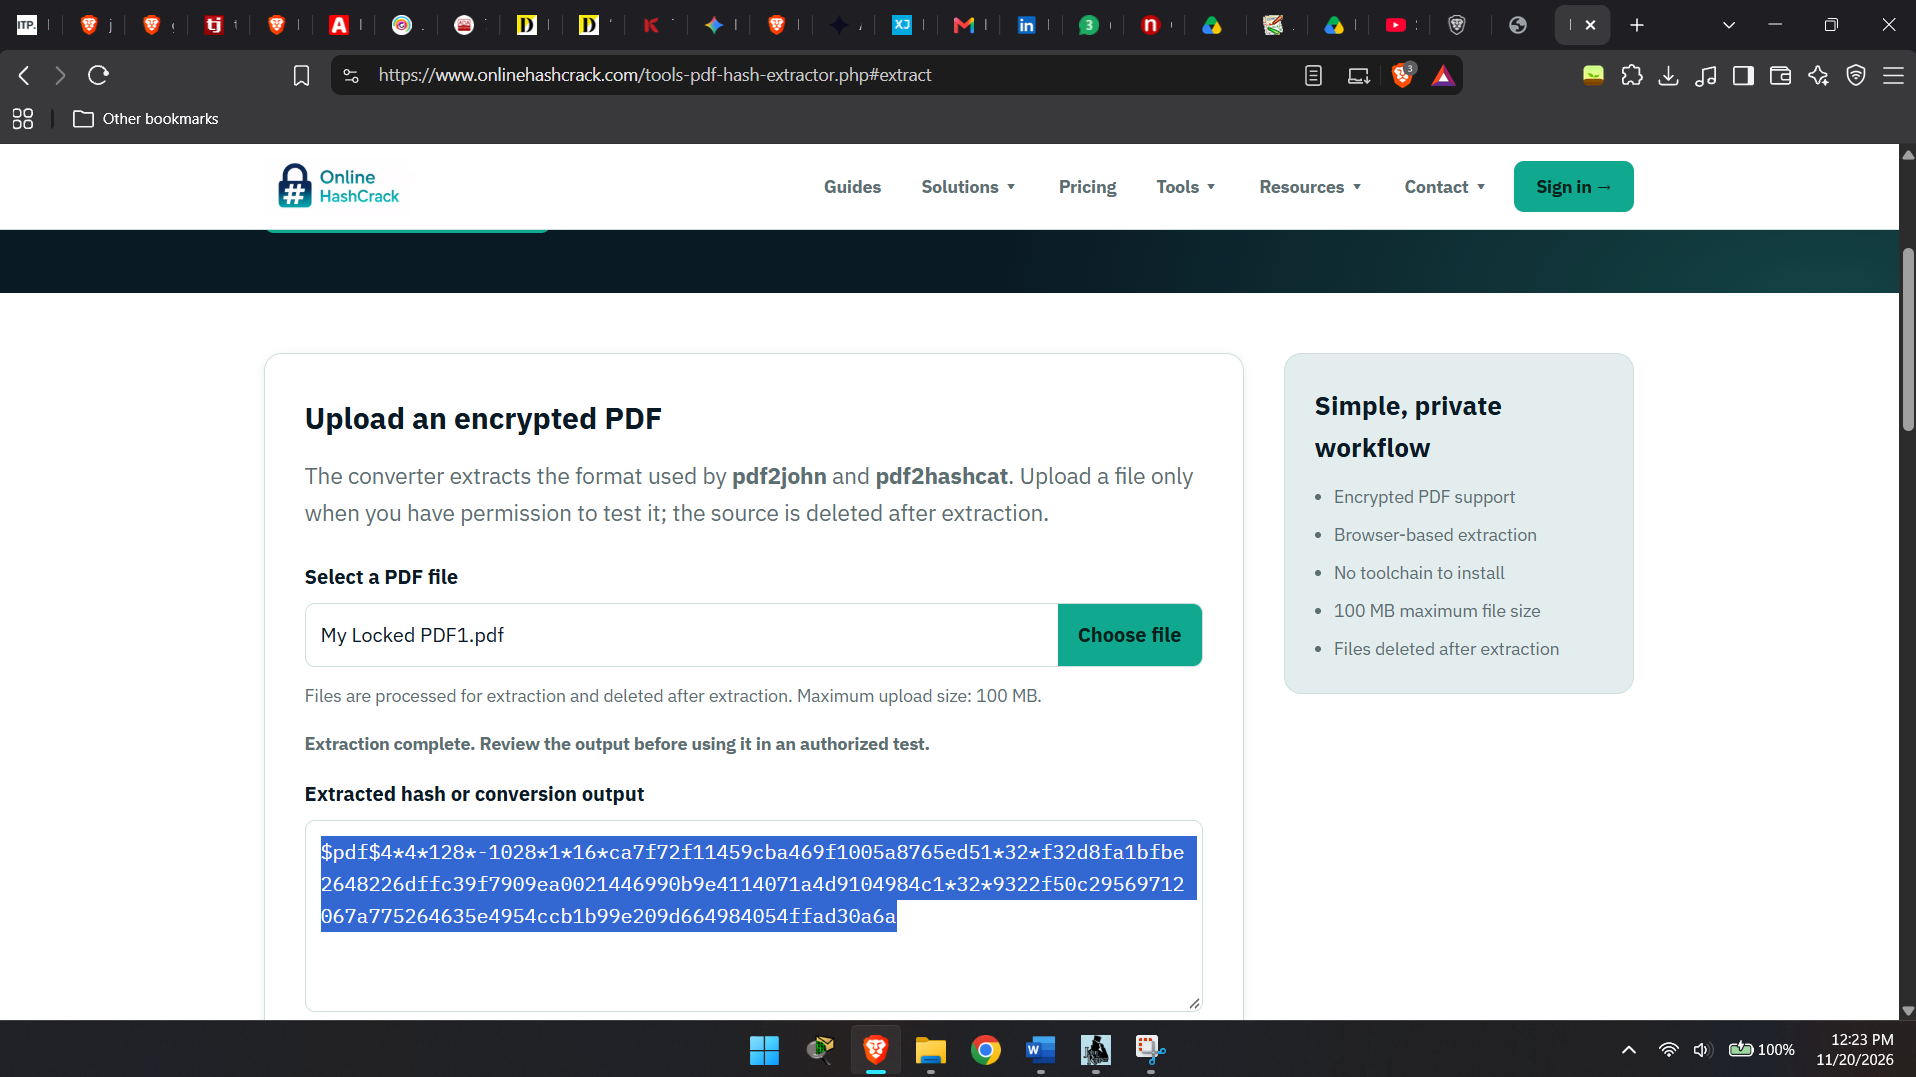 ITP.
XJ
3
https://www.onlinehashcrack.com/tools-pdf-hash-extractor.php#extract
3
Other bookmarks
Online
HashCrack
Guides
Solutions
Pricing
Tools
Resources
Contact
Sign in →
Upload an encrypted PDF
The converter extracts the format used by pdf2john and pdf2hashcat. Upload a file only
when you have permission to test it; the source is deleted after extraction.
Select a PDF file
My Locked PDF1.pdf
Choose file
Files are processed for extraction and deleted after extraction. Maximum upload size: 100 MB.
Extraction complete. Review the output before using it in an authorized test.
Extracted hash or conversion output
$pdf$4*4*128*-1028*1*16*ca7f72f11459cba469f1005a8765ed51*32*f32d8fa1bfbe
2648226dffc39f7909ea0021446990b9e4114071a4d9104984c1*32*9322f50c29569712
067a775264635e4954ccb1b99e209d664984054ffad30a6a
Simple, private
workflow
• Encrypted PDF support
• Browser-based extraction
• No toolchain to install
• 100 MB maximum file size
• Files deleted after extraction
100%
12:23 PM
11/20/2026